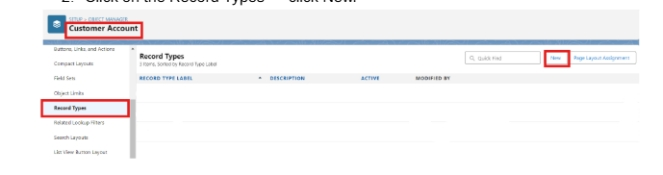 2. Click on the Record Types → click New.
SETUP > OBJECT MANAGER
Customer Account
Buttons, Links, and Actions
Compact Layouts
Field Sets
Object Limits
Record Types
Related Lookup Filters
Search Layouts
List View Button Layout
Record Types
2 Items, Sorted by Record Type Label
Quick Find
New
Page Layout Assignment
RECORD TYPE LABEL DESCRIPTION ACTIVE MODIFIED BY